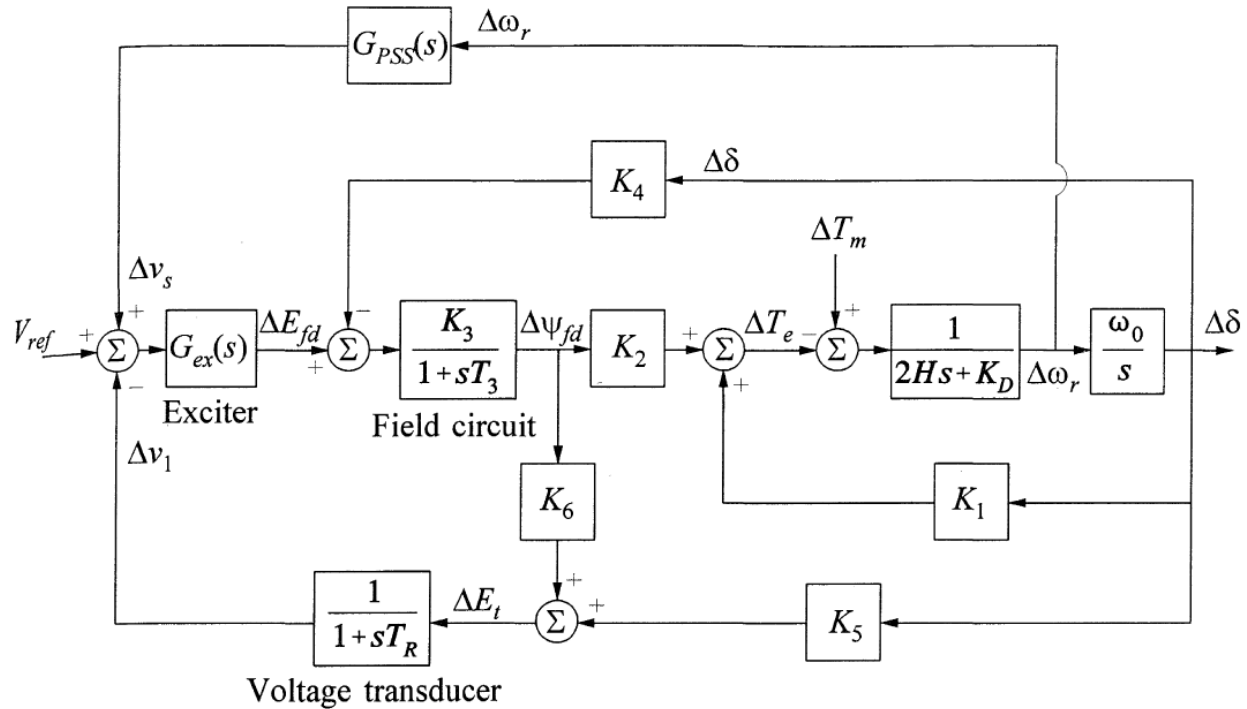 G_PSS(s)
Δω_r
K_4
Δδ
ΔT_m
Δv_s
+
V_ref
+
Σ
−
G_ex(s)
ΔE_fd
−
+
Σ
K_3
1+sT_3
Δψ_fd
K_2
+
Σ
+
ΔT_e
−
+
Σ
1
2Hs+K_D
Δω_r
ω_0
s
Δδ
Exciter
Field circuit
Δv_1
K_6
K_1
1
1+sT_R
ΔE_t
+
Σ
+
K_5
Voltage transducer